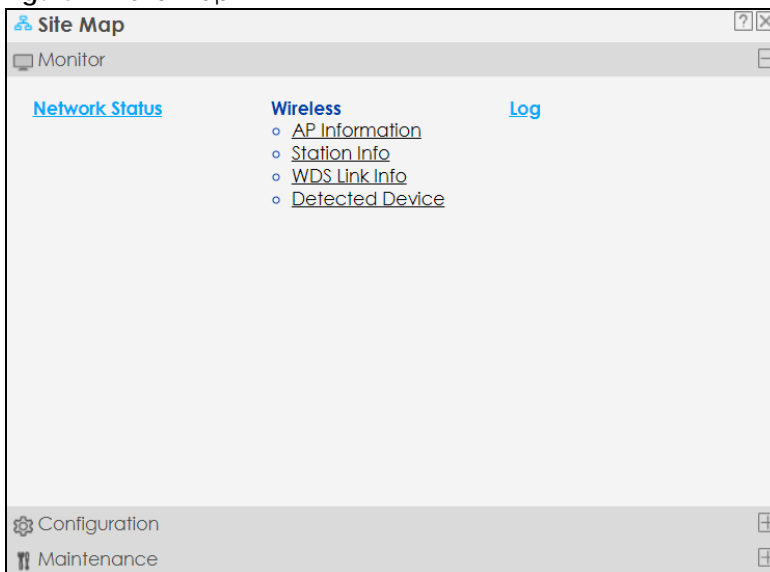 Site Map
Monitor
Network Status
Wireless
AP Information
Station Info
WDS Link Info
Detected Device
Log
Configuration
Maintenance